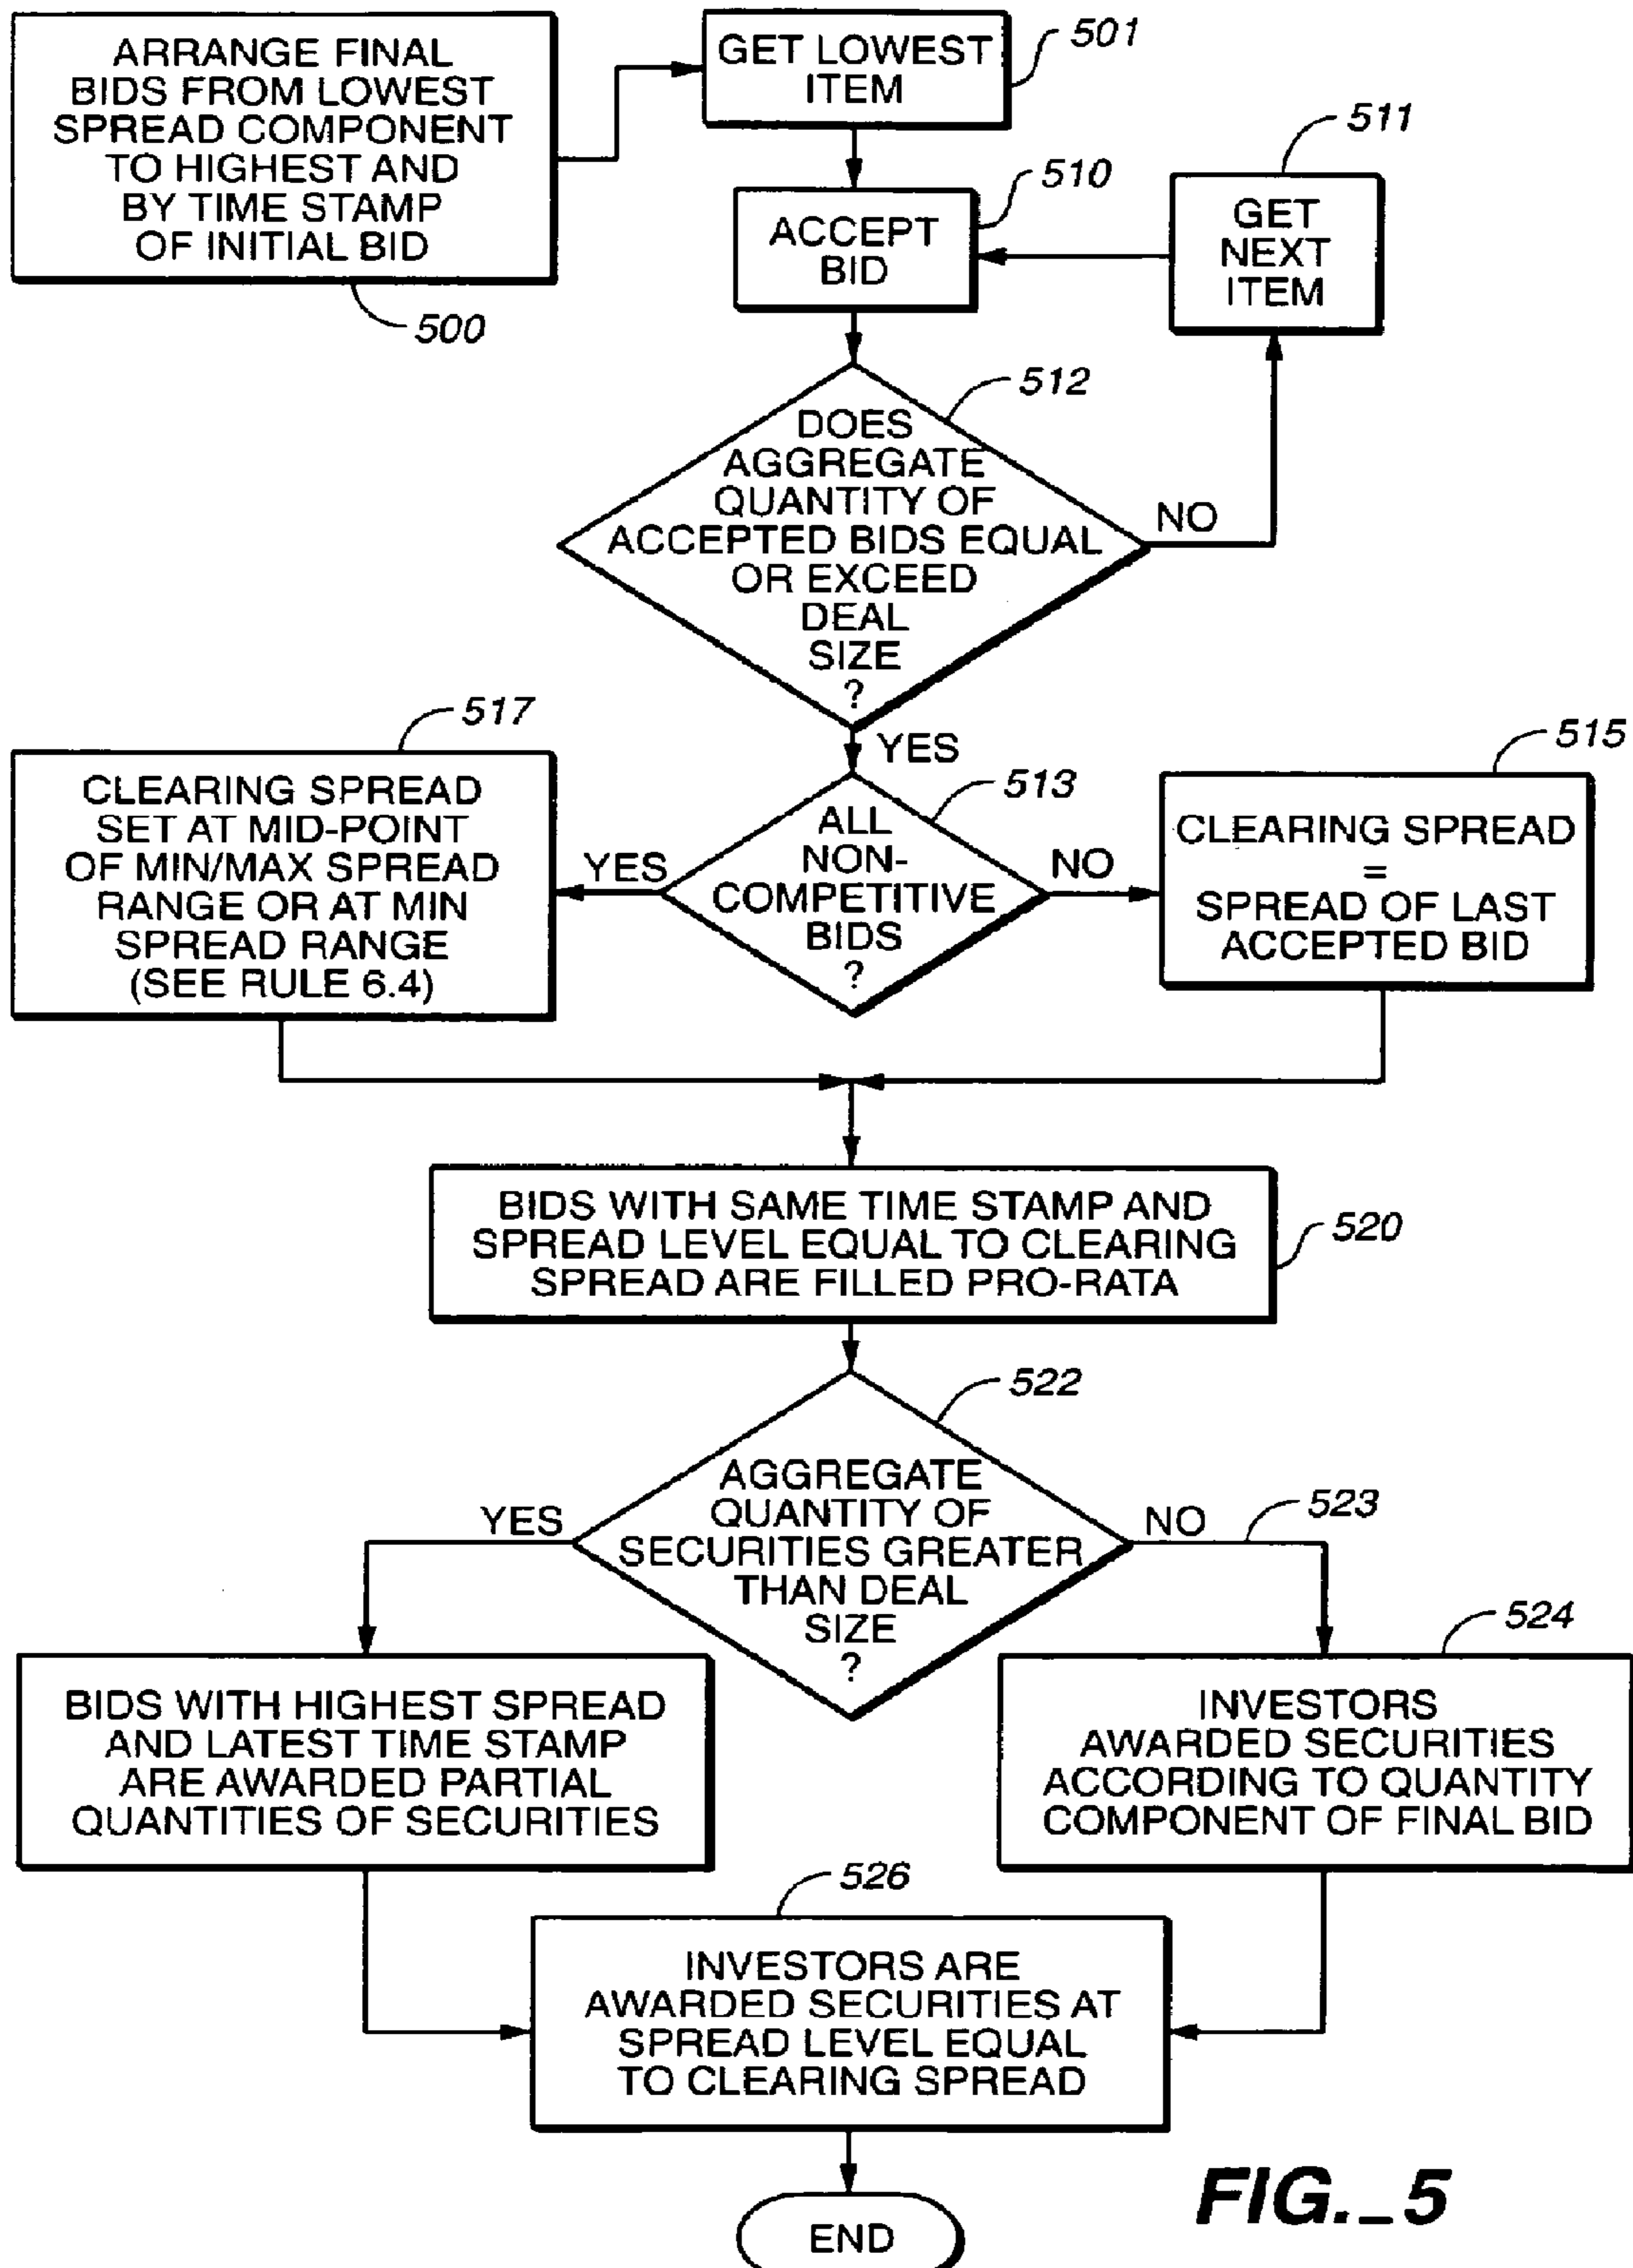 ARRANGE FINAL
BIDS FROM LOWEST
SPREAD COMPONENT
TO HIGHEST AND
BY TIME STAMP
OF INITIAL BID
500
GET LOWEST
ITEM
501
ACCEPT
BID
510
GET
NEXT
ITEM
511
DOES
AGGREGATE
QUANTITY OF
ACCEPTED BIDS EQUAL
OR EXCEED
DEAL
SIZE
?
512
NO
YES
ALL
NON-
COMPETITIVE
BIDS
?
513
YES
NO
CLEARING SPREAD
SET AT MID-POINT
OF MIN/MAX SPREAD
RANGE OR AT MIN
SPREAD RANGE
(SEE RULE 6.4)
517
CLEARING SPREAD
=
SPREAD OF LAST
ACCEPTED BID
515
BIDS WITH SAME TIME STAMP AND
SPREAD LEVEL EQUAL TO CLEARING
SPREAD ARE FILLED PRO-RATA
520
AGGREGATE
QUANTITY OF
SECURITIES GREATER
THAN DEAL
SIZE
?
522
YES
NO
523
BIDS WITH HIGHEST SPREAD
AND LATEST TIME STAMP
ARE AWARDED PARTIAL
QUANTITIES OF SECURITIES
INVESTORS
AWARDED SECURITIES
ACCORDING TO QUANTITY
COMPONENT OF FINAL BID
524
INVESTORS ARE
AWARDED SECURITIES AT
SPREAD LEVEL EQUAL
TO CLEARING SPREAD
526
END
FIG._5